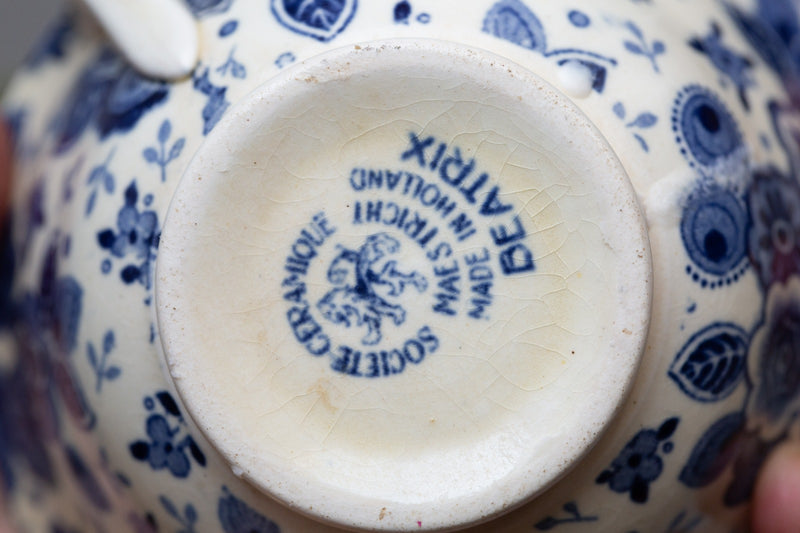 SOCIETE CERAMIQUE
MAESTRICHT
MADE IN HOLLAND
BEATRIX